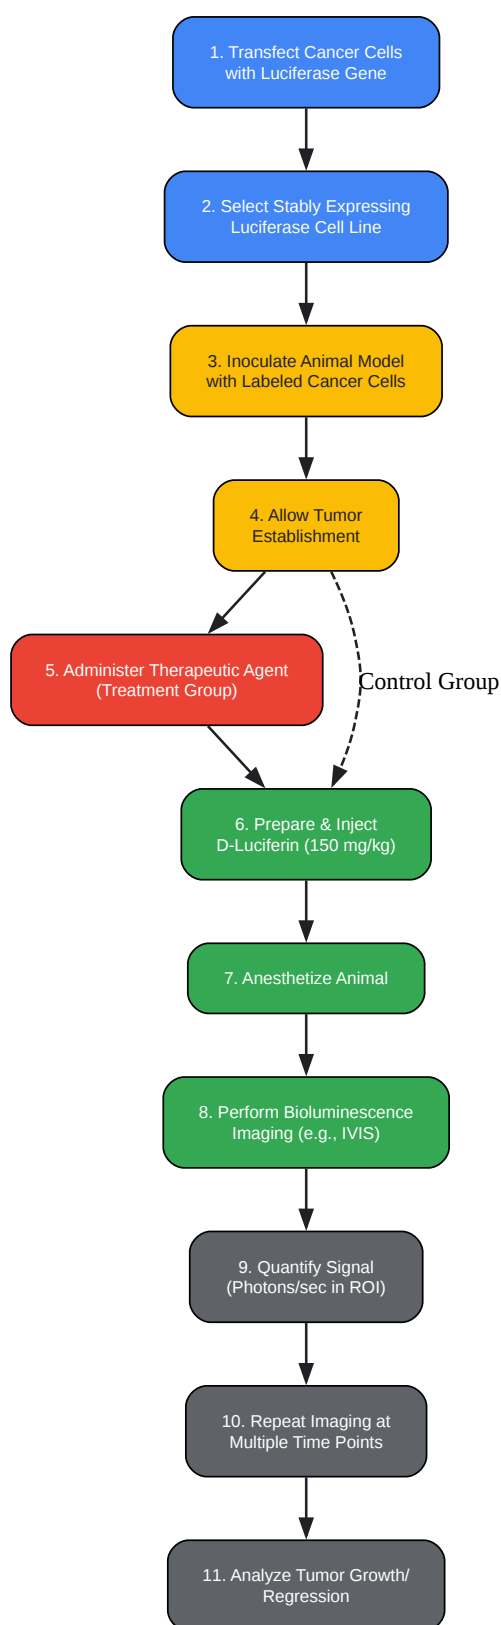 1. Transfect Cancer Cells
with Luciferase Gene
2. Select Stably Expressing
Luciferase Cell Line
3. Inoculate Animal Model
with Labeled Cancer Cells
4. Allow Tumor
Establishment
5. Administer Therapeutic Agent
(Treatment Group)
Control Group
6. Prepare & Inject
D-Luciferin (150 mg/kg)
7. Anesthetize Animal
8. Perform Bioluminescence
Imaging (e.g., IVIS)
9. Quantify Signal
(Photons/sec in ROI)
10. Repeat Imaging at
Multiple Time Points
11. Analyze Tumor Growth/
Regression